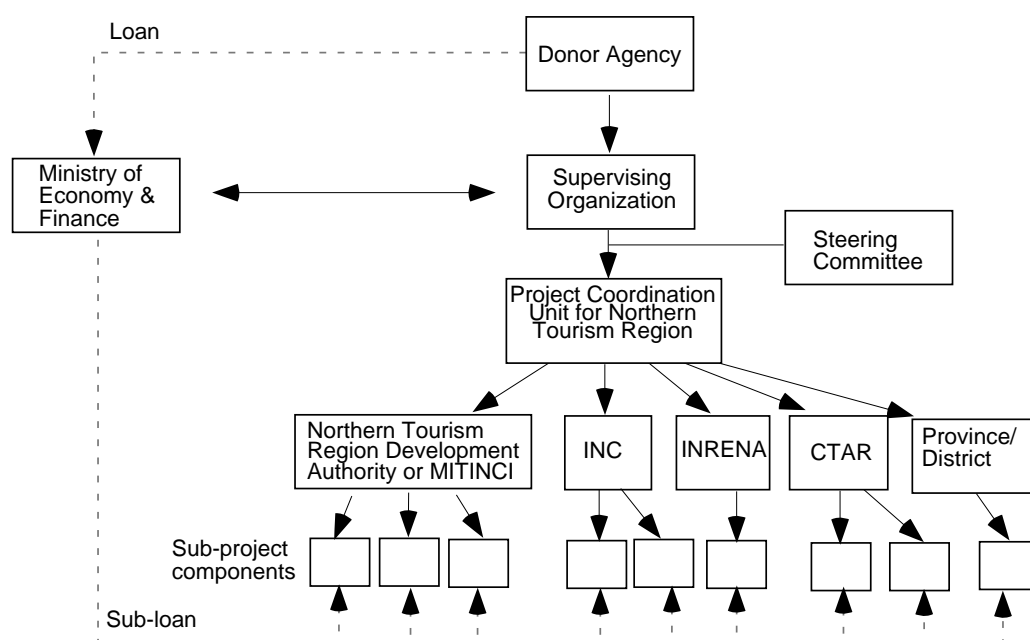 Loan
Donor Agency
Ministry of
Economy &
Finance
Supervising
Organization
Steering
Committee
Project Coordination
Unit for Northern
Tourism Region
Northern Tourism
Region Development
Authority or MITINCI
INC
INRENA
CTAR
Province/
District
Sub-project
components
Sub-loan